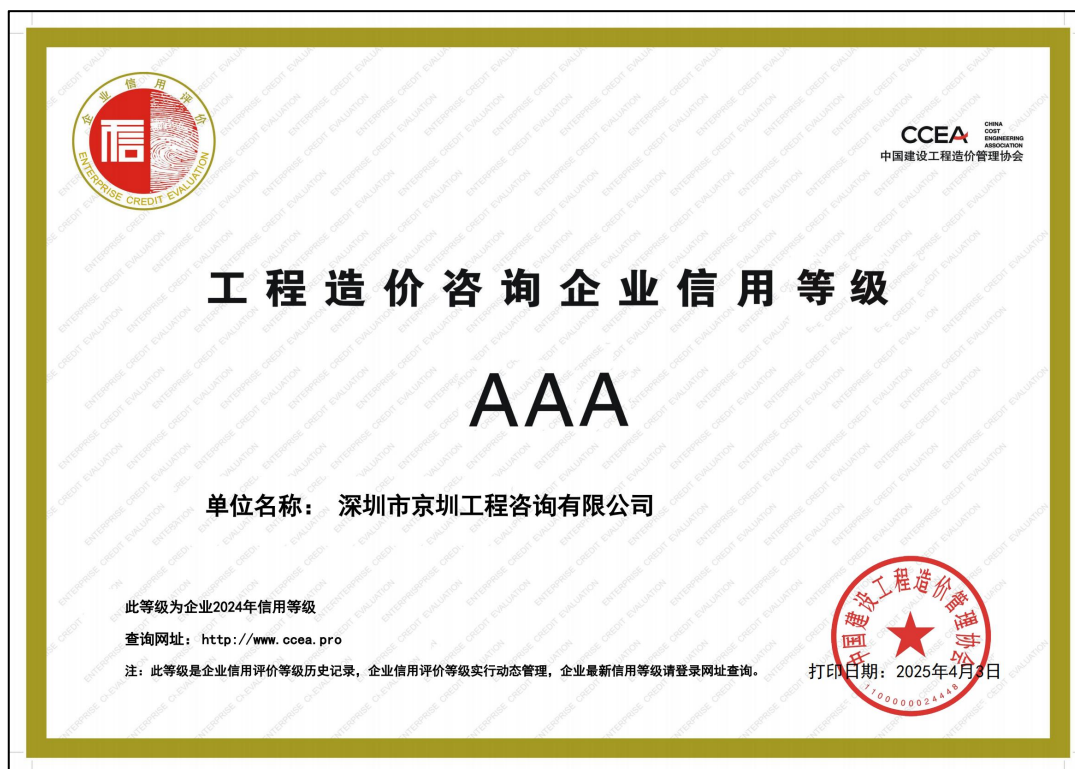 企业信用评价
信
ENTERPRISE CREDIT EVALUATION
CCEA
CHINA
COST
ENGINEERING
ASSOCIATION
中国建设工程造价管理协会
工程造价咨询企业信用等级
AAA
单位名称： 深圳市京圳工程咨询有限公司
此等级为企业2024年信用等级
查询网址：http://www.ccea.pro
注：此等级是企业信用评价等级历史记录，企业信用评价等级实行动态管理，企业最新信用等级请登录网址查询。
打印日期：2025年4月3日
中国建设工程造价管理协会
1100000024448